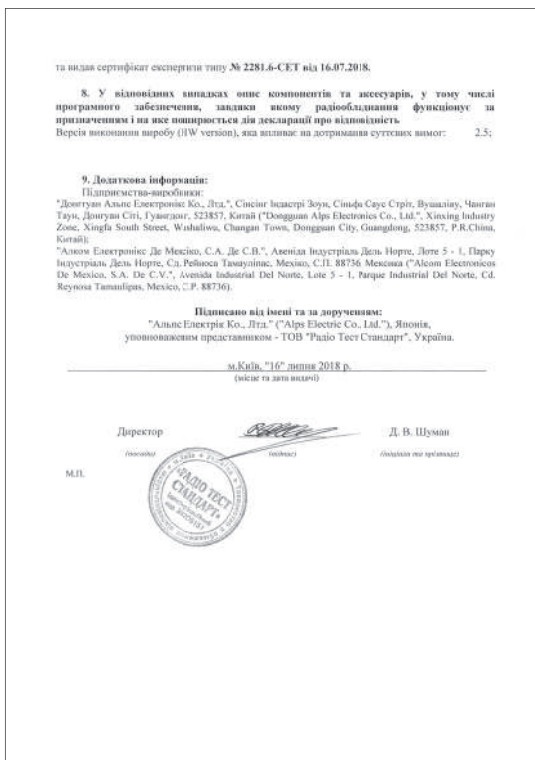 та видав сертифікат експертизи типу № 2281.6-СЕТ від 16.07.2018.
8. У відповідних випадках опис компонентів та аксесуарів, у тому числі
програмного забезпечення, завдяки якому радіообладнання функціонує за
призначенням і на яке поширюється дія декларації про відповідність
Версія виконання виробу (HW version), яка впливає на дотримання суттєвих вимог: 2.5;
9. Додаткова інформація:
Підприємства-виробники:
"Донггуан Альпс Електронікс Ко., Лтд.", Сінсінг Індастрі Зоун, Сіньфа Саус Стріт, Вушаліву, Чанган
Таун, Донгуан Сіті, Гуангдонг, 523857, Китай ("Dongguan Alps Electronics Co., Ltd.", Xinxing Industry
Zone, Xingfa South Street, Wushaliwu, Changan Town, Dongguan City, Guangdong, 523857, P.R.China,
Китай);
"Алком Електронікс Де Мексіко, С.А. Де С.В.", Авеніда Індустріаль Дель Норте, Лоте 5 - 1, Парку
Індустріаль Дель Норте, Сд. Рейноса Тамауліпас, Мехіко, С.П. 88736 Мексика ("Alcom Electronicos
De Mexico, S.A. De C.V.", Avenida Industrial Del Norte, Lote 5 - 1, Parque Industrial Del Norte, Cd.
Reynosa Tamaulipas, Mexico, C.P. 88736).
Підписано від імені та за дорученням:
"Альпс Електрік Ко., Лтд." ("Alps Electric Co., Ltd."), Японія,
уповноваженим представником - ТОВ "Радіо Тест Стандарт", Україна.
м.Київ, "16" липня 2018 р.
(місце та дата видачі)
Директор Д. В. Шуман
(посада) (підпис) (ініціали та прізвище)
М.П.
«РАДІО ТЕСТ
СТАНДАРТ»